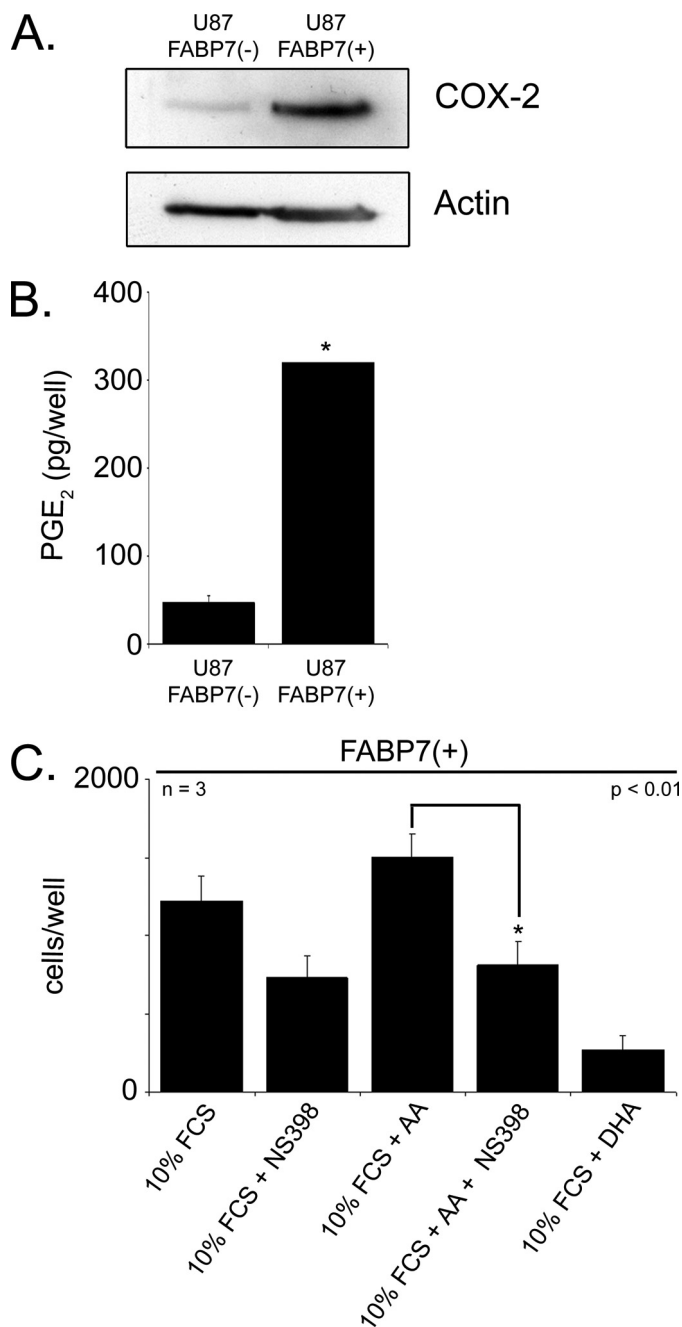 A.
U87 U87
FABP7(-) FABP7(+)
COX-2
Actin
B.
400
300
200
100
0
PGE2 (pg/well)
*
U87 U87
FABP7(-) FABP7(+)
C.
FABP7(+)
2000
n = 3 p < 0.01
cells/well
*
0
10% FCS
10% FCS + NS398
10% FCS + AA
10% FCS + AA + NS398
10% FCS + DHA